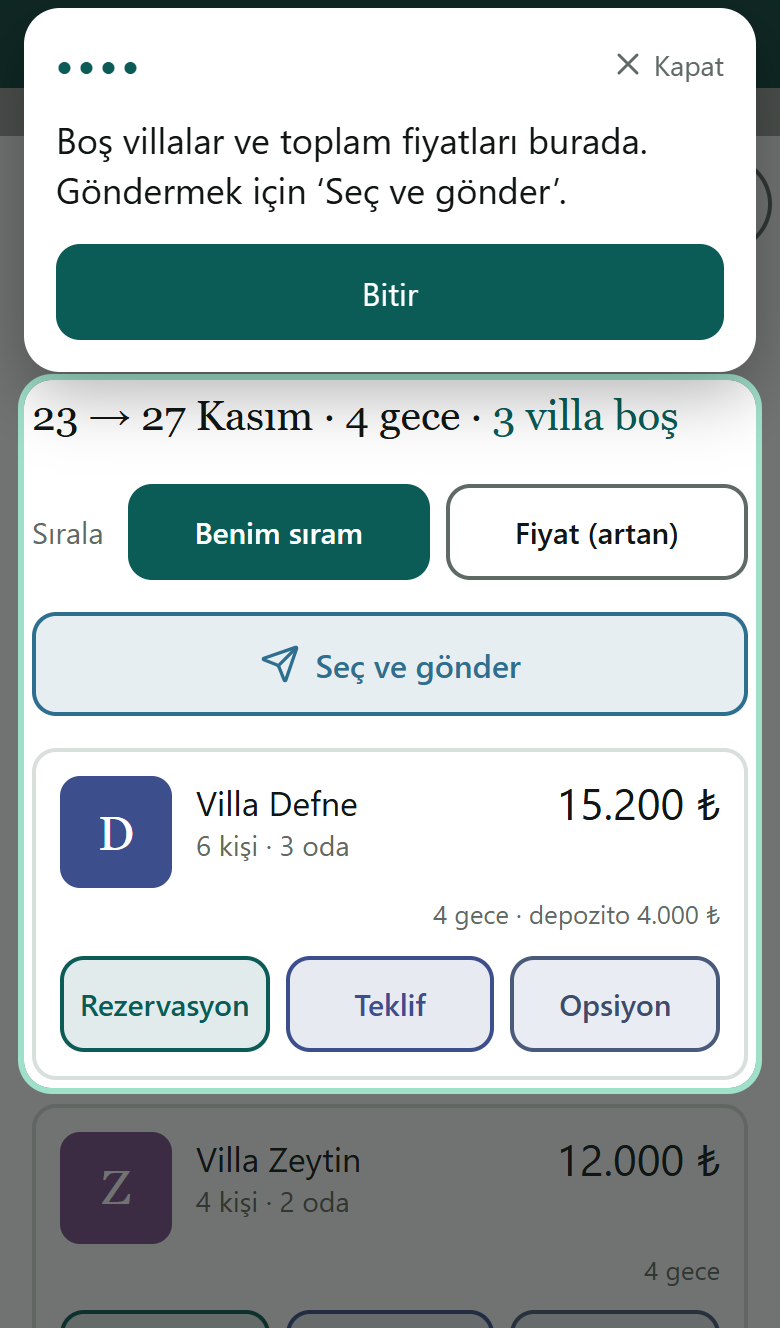 Kapat
Boş villalar ve toplam fiyatları burada.
Göndermek için ‘Seç ve gönder’.
Bitir
23 → 27 Kasım · 4 gece · 3 villa boş
Sırala
Benim sıram
Fiyat (artan)
Seç ve gönder
D
Villa Defne
15.200 ₺
6 kişi · 3 oda
4 gece · depozito 4.000 ₺
Rezervasyon
Teklif
Opsiyon
Z
Villa Zeytin
12.000 ₺
4 kişi · 2 oda
4 gece